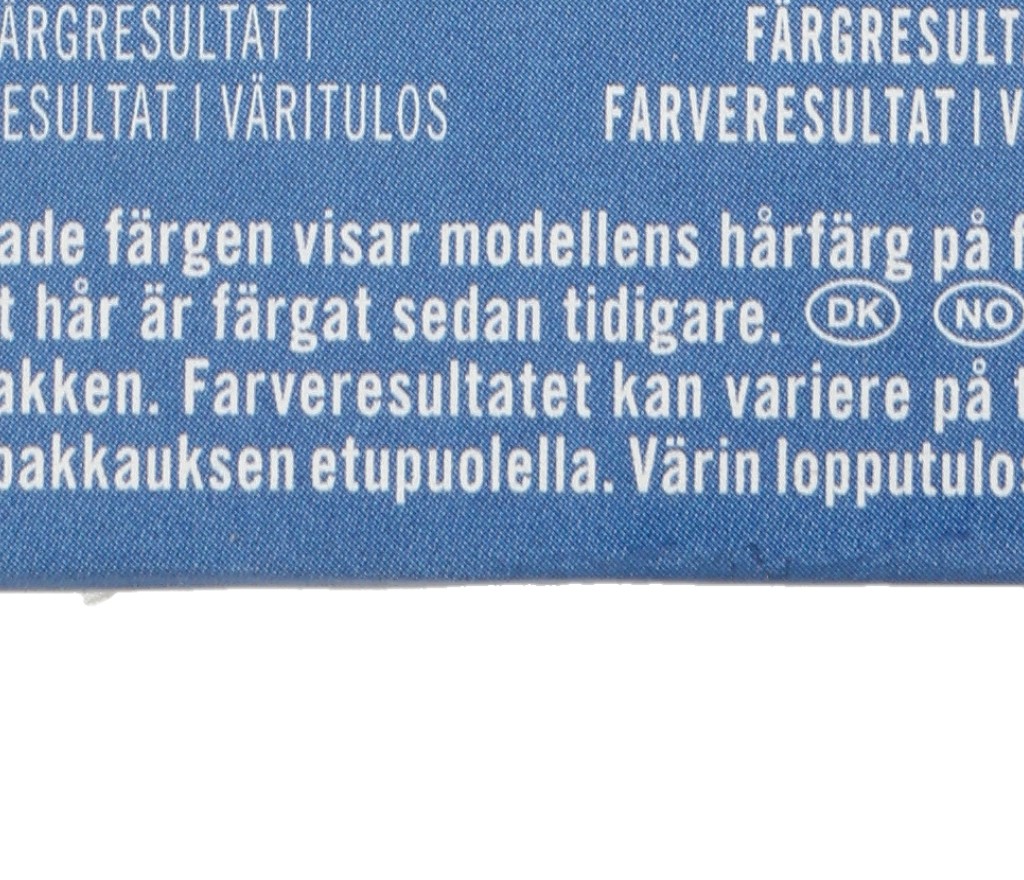 ÄRGRESULTAT I FÄRGRESULT
ESULTAT I VÄRITULOS FARVERESULTAT I V
ade färgen visar modellens hårfärg på f
t hår är färgat sedan tidigare. DK NO
akken. Farveresultatet kan variere på
pakkauksen etupuolella. Värin lopputulos